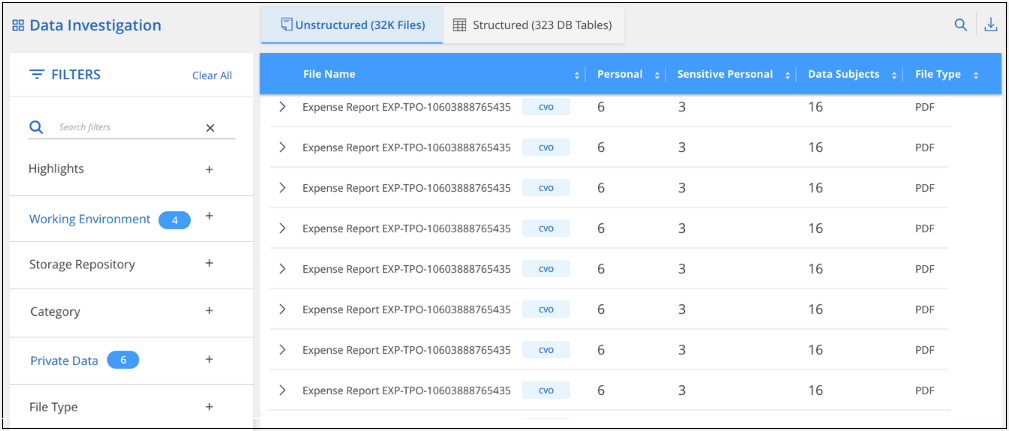 Data Investigation
Unstructured (32K Files)
Structured (323 DB Tables)
FILTERS
Clear All
Search filters
Highlights
Working Environment 4
Storage Repository
Category
Private Data 6
File Type
File Name Personal Sensitive Personal Data Subjects File Type
Expense Report EXP-TPO-10603888765435 CVO 6 3 16 PDF
Expense Report EXP-TPO-10603888765435 CVO 6 3 16 PDF
Expense Report EXP-TPO-10603888765435 CVO 6 3 16 PDF
Expense Report EXP-TPO-10603888765435 CVO 6 3 16 PDF
Expense Report EXP-TPO-10603888765435 CVO 6 3 16 PDF
Expense Report EXP-TPO-10603888765435 CVO 6 3 16 PDF
Expense Report EXP-TPO-10603888765435 CVO 6 3 16 PDF
Expense Report EXP-TPO-10603888765435 CVO 6 3 16 PDF